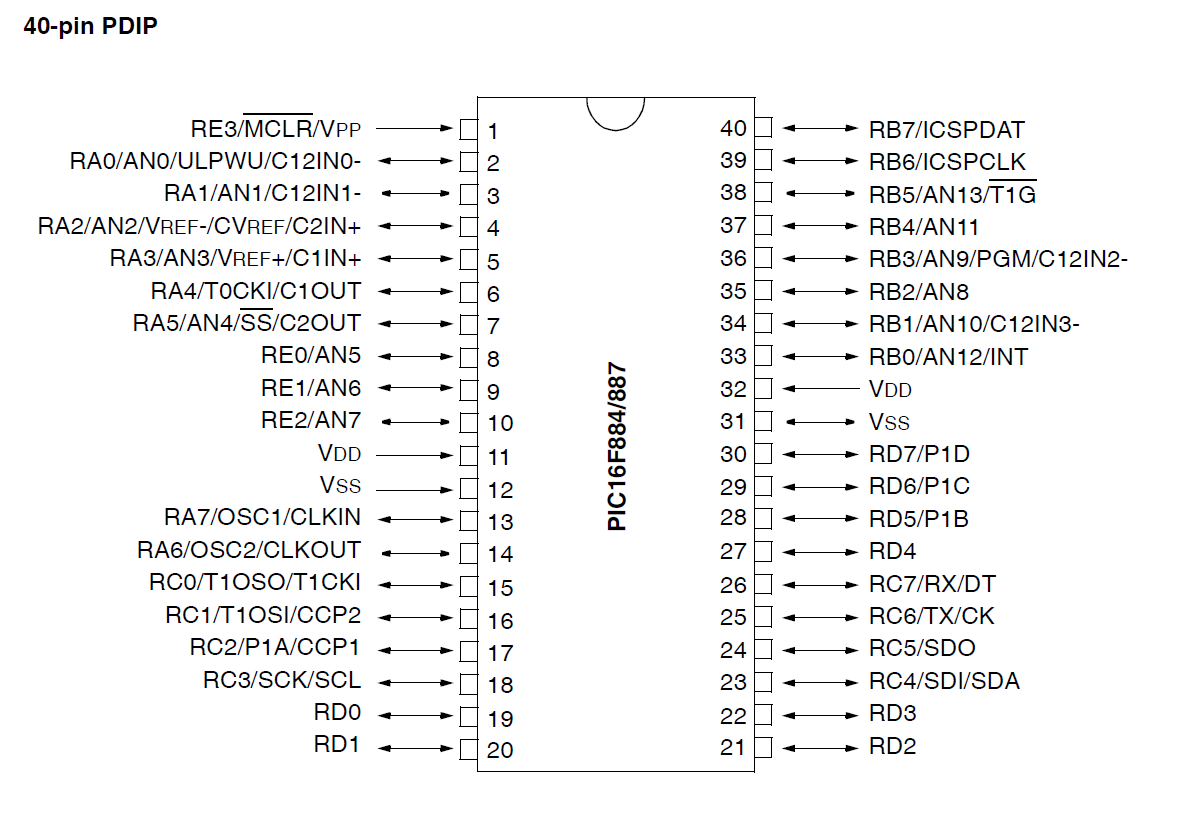 40-pin PDIP
RE3/MCLR/VPP 1 40 RB7/ICSPDAT
RA0/AN0/ULPWU/C12IN0- 2 39 RB6/ICSPCLK
RA1/AN1/C12IN1- 3 38 RB5/AN13/T1G
RA2/AN2/VREF-/CVREF/C2IN+ 4 37 RB4/AN11
RA3/AN3/VREF+/C1IN+ 5 36 RB3/AN9/PGM/C12IN2-
RA4/T0CKI/C1OUT 6 35 RB2/AN8
RA5/AN4/SS/C2OUT 7 34 RB1/AN10/C12IN3-
RE0/AN5 8 33 RB0/AN12/INT
RE1/AN6 9 32 VDD
RE2/AN7 10 31 VSS
VDD 11 30 RD7/P1D
VSS 12 29 RD6/P1C
RA7/OSC1/CLKIN 13 28 RD5/P1B
RA6/OSC2/CLKOUT 14 27 RD4
RC0/T1OSO/T1CKI 15 26 RC7/RX/DT
RC1/T1OSI/CCP2 16 25 RC6/TX/CK
RC2/P1A/CCP1 17 24 RC5/SDO
RC3/SCK/SCL 18 23 RC4/SDI/SDA
RD0 19 22 RD3
RD1 20 21 RD2
PIC16F884/887